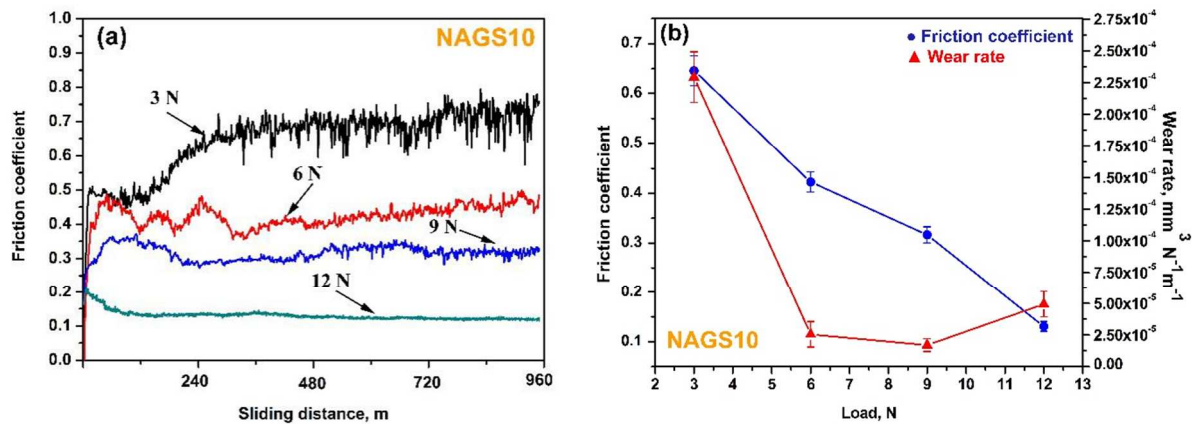 (a)
NAGS10
1.0
0.9
0.8
0.7
0.6
0.5
0.4
0.3
0.2
0.1
0.0
Friction coefficient
3 N
6 N
9 N
12 N
240
480
720
960
Sliding distance, m
(b)
Friction coefficient
Wear rate
0.7
0.6
0.5
0.4
0.3
0.2
0.1
Friction coefficient
NAGS10
2.75x10-4
2.50x10-4
2.25x10-4
2.00x10-4
1.75x10-4
1.50x10-4
1.25x10-4
1.00x10-4
7.50x10-5
5.00x10-5
2.50x10-5
0.00
Wear rate, mm3 N-1m-1
2 3 4 5 6 7 8 9 10 11 12 13
Load, N